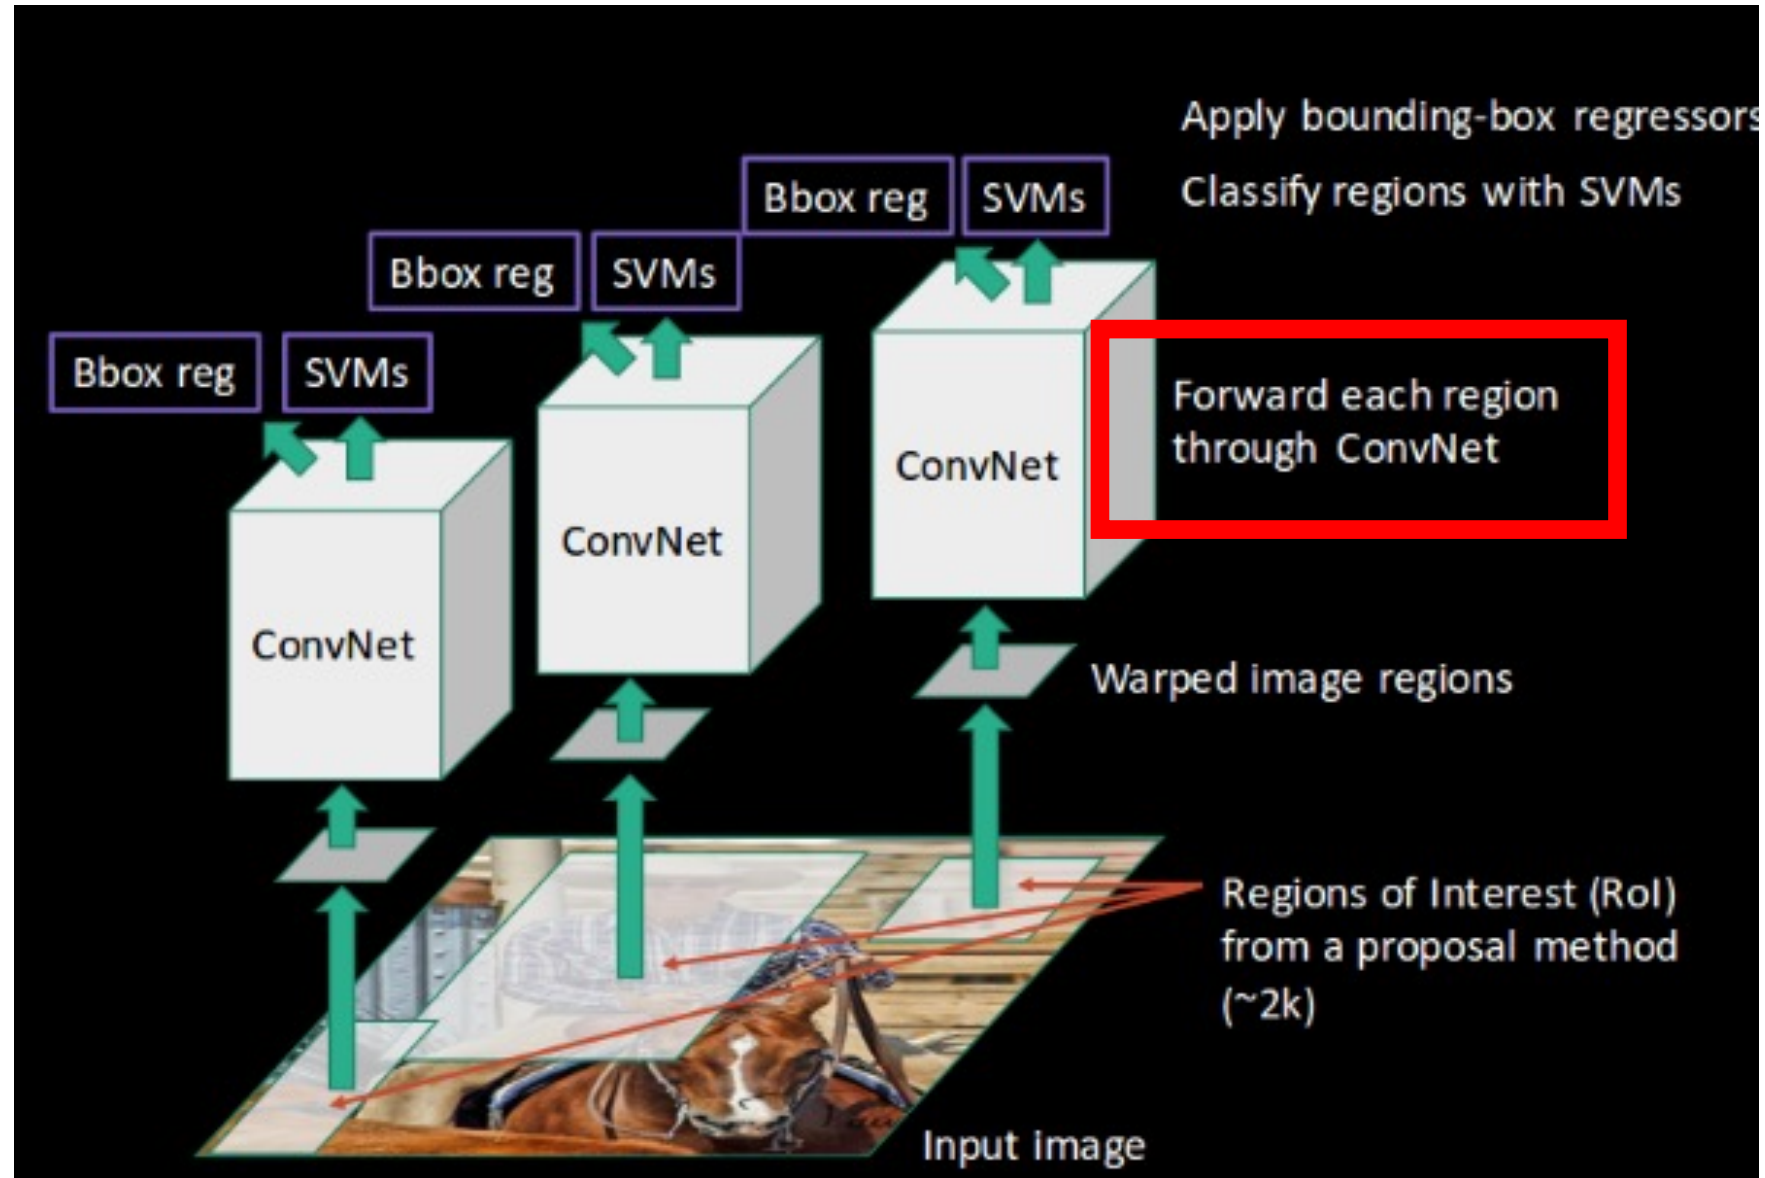 Apply bounding-box regressors
Bbox reg
SVMs
Classify regions with SVMs
Bbox reg
SVMs
Bbox reg
SVMs
Forward each region
through ConvNet
ConvNet
ConvNet
ConvNet
Warped image regions
Regions of Interest (RoI)
from a proposal method
(~2k)
Input image